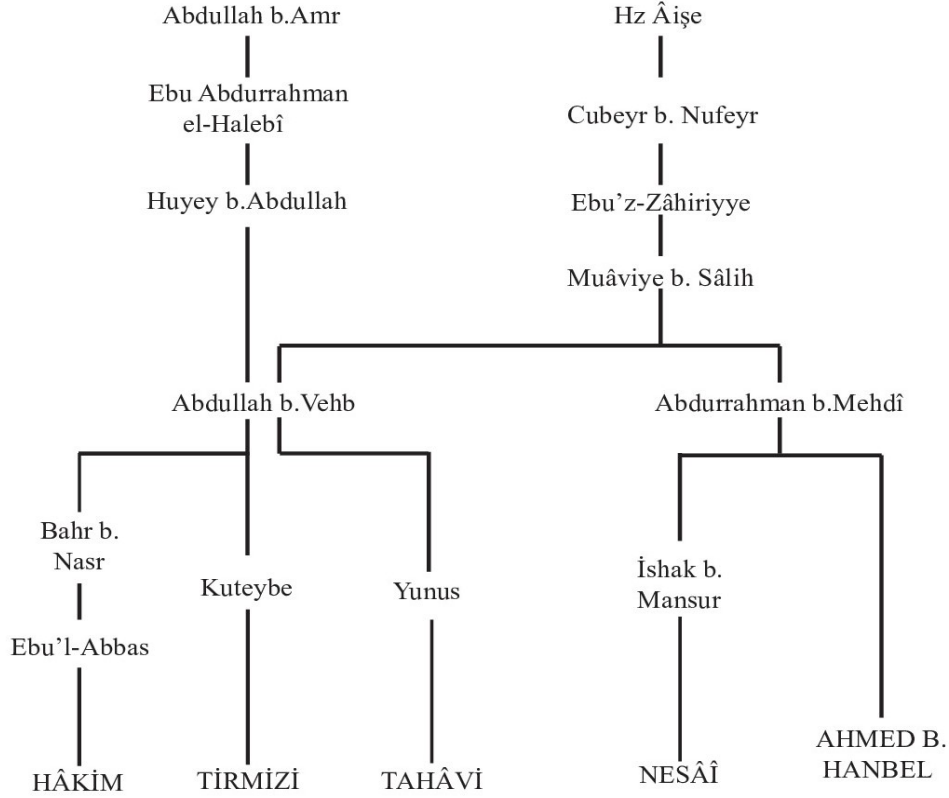 Abdullah b.Amr
Hz Âişe
Ebu Abdurrahman
el-Halebî
Cubeyr b. Nufeyr
Huyey b.Abdullah
Ebu’z-Zâhiriyye
Muâviye b. Sâlih
Abdullah b.Vehb
Abdurrahman b.Mehdî
Bahr b.
Nasr
Kuteybe
Yunus
İshak b.
Mansur
Ebu’l-Abbas
HÂKİM
TİRMİZİ
TAHÂVİ
NESÂÎ
AHMED B.
HANBEL